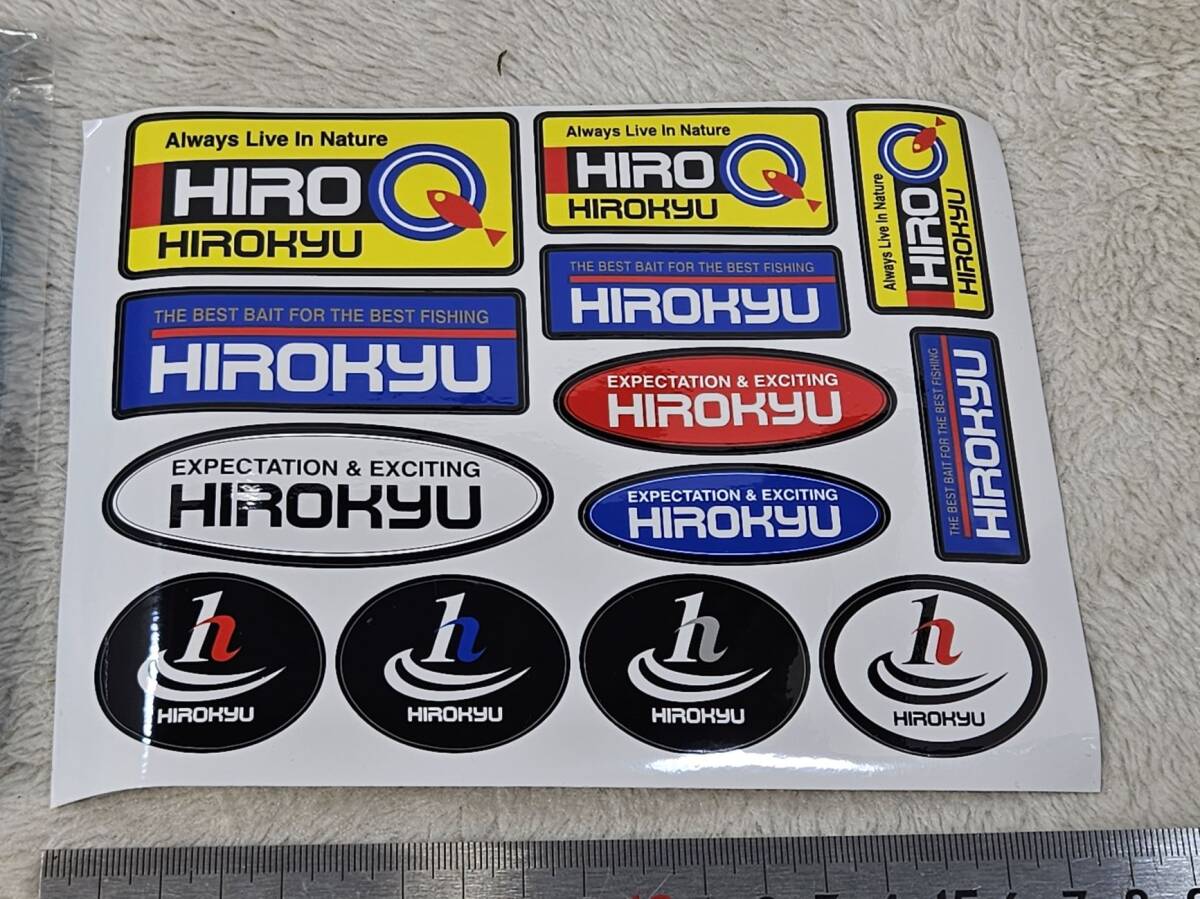 Always Live In Nature
HIRO
HIROKYU
Always Live In Nature
HIRO
HIROKYU
Always Live In Nature
HIRO
HIROKYU
THE BEST BAIT FOR THE BEST FISHING
HIROKYU
THE BEST BAIT FOR THE BEST FISHING
HIROKYU
THE BEST BAIT FOR THE BEST FISHING
HIROKYU
EXPECTATION & EXCITING
HIROKYU
EXPECTATION & EXCITING
HIROKYU
EXPECTATION & EXCITING
HIROKYU
h
HIROKYU
h
HIROKYU
h
HIROKYU
h
HIROKYU